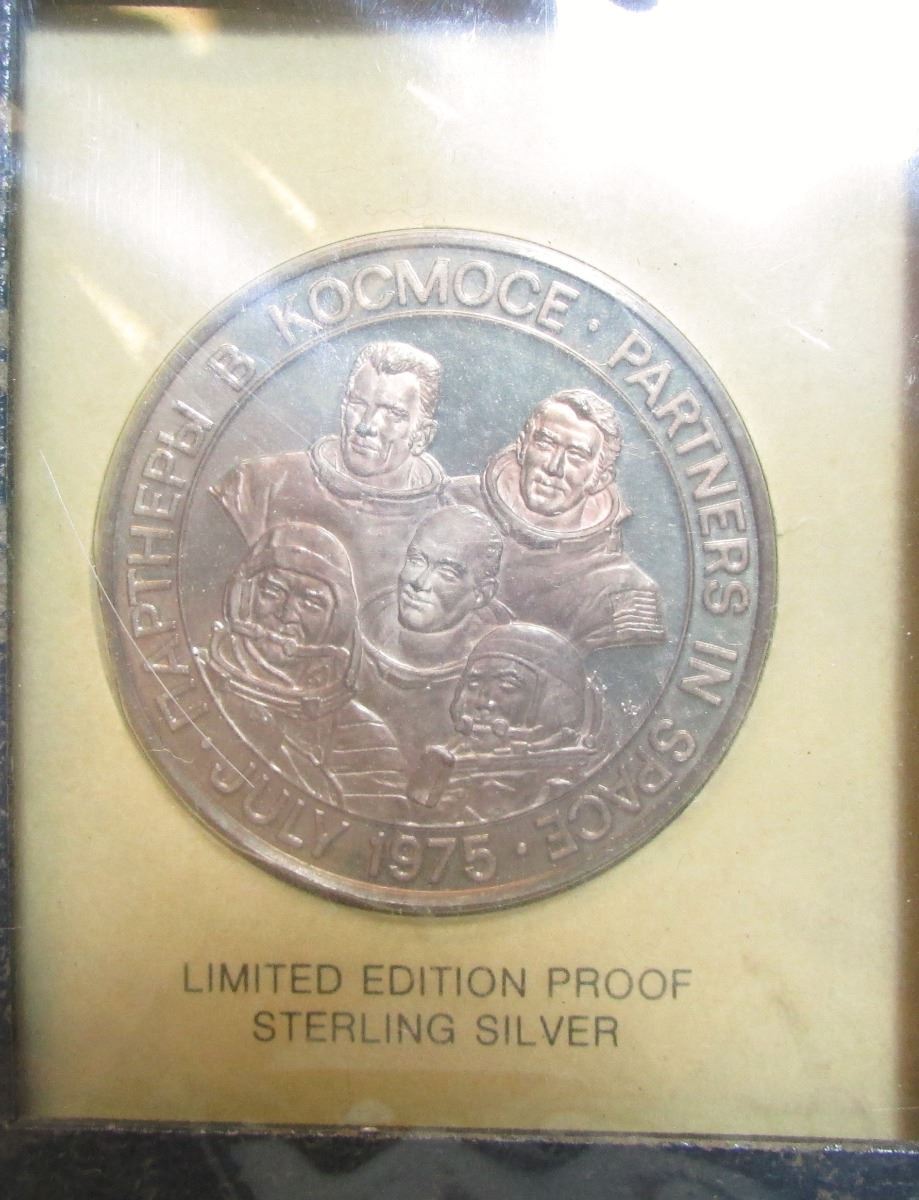 ПАРТНЕРЫ В КОСМОСЕ · PARTNERS IN SPACE · JULY 1975 ·
LIMITED EDITION PROOF
STERLING SILVER